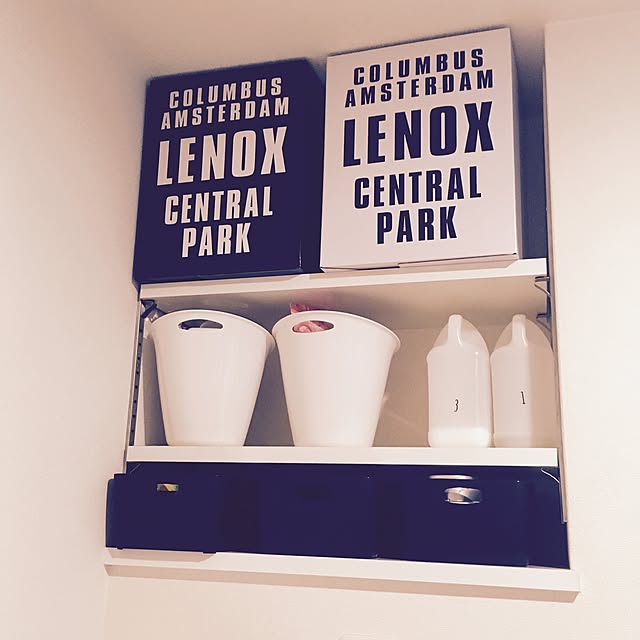 COLUMBUS
AMSTERDAM
LENOX
CENTRAL
PARK
COLUMBUS
AMSTERDAM
LENOX
CENTRAL
PARK
3
1